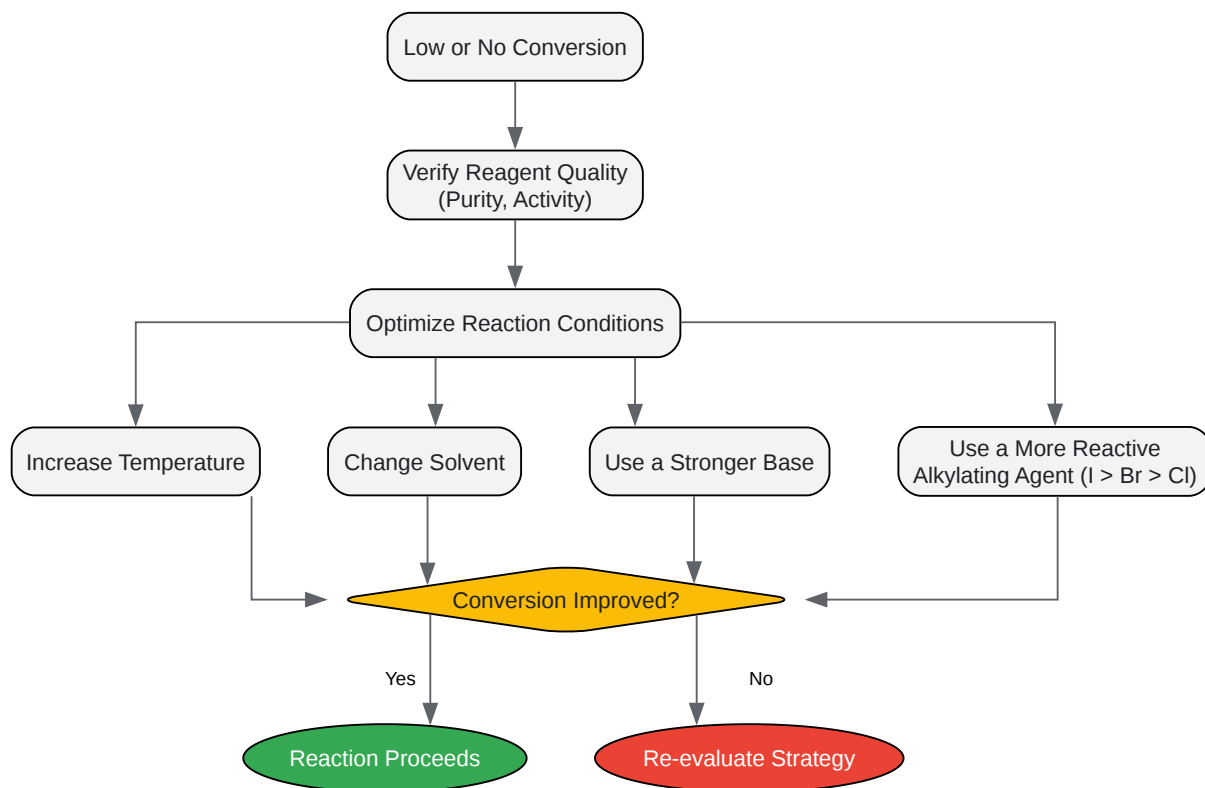 Low or No Conversion
Verify Reagent Quality
(Purity, Activity)
Optimize Reaction Conditions
Increase Temperature
Change Solvent
Use a Stronger Base
Use a More Reactive
Alkylating Agent (I > Br > Cl)
Conversion Improved?
Yes
No
Reaction Proceeds
Re-evaluate Strategy